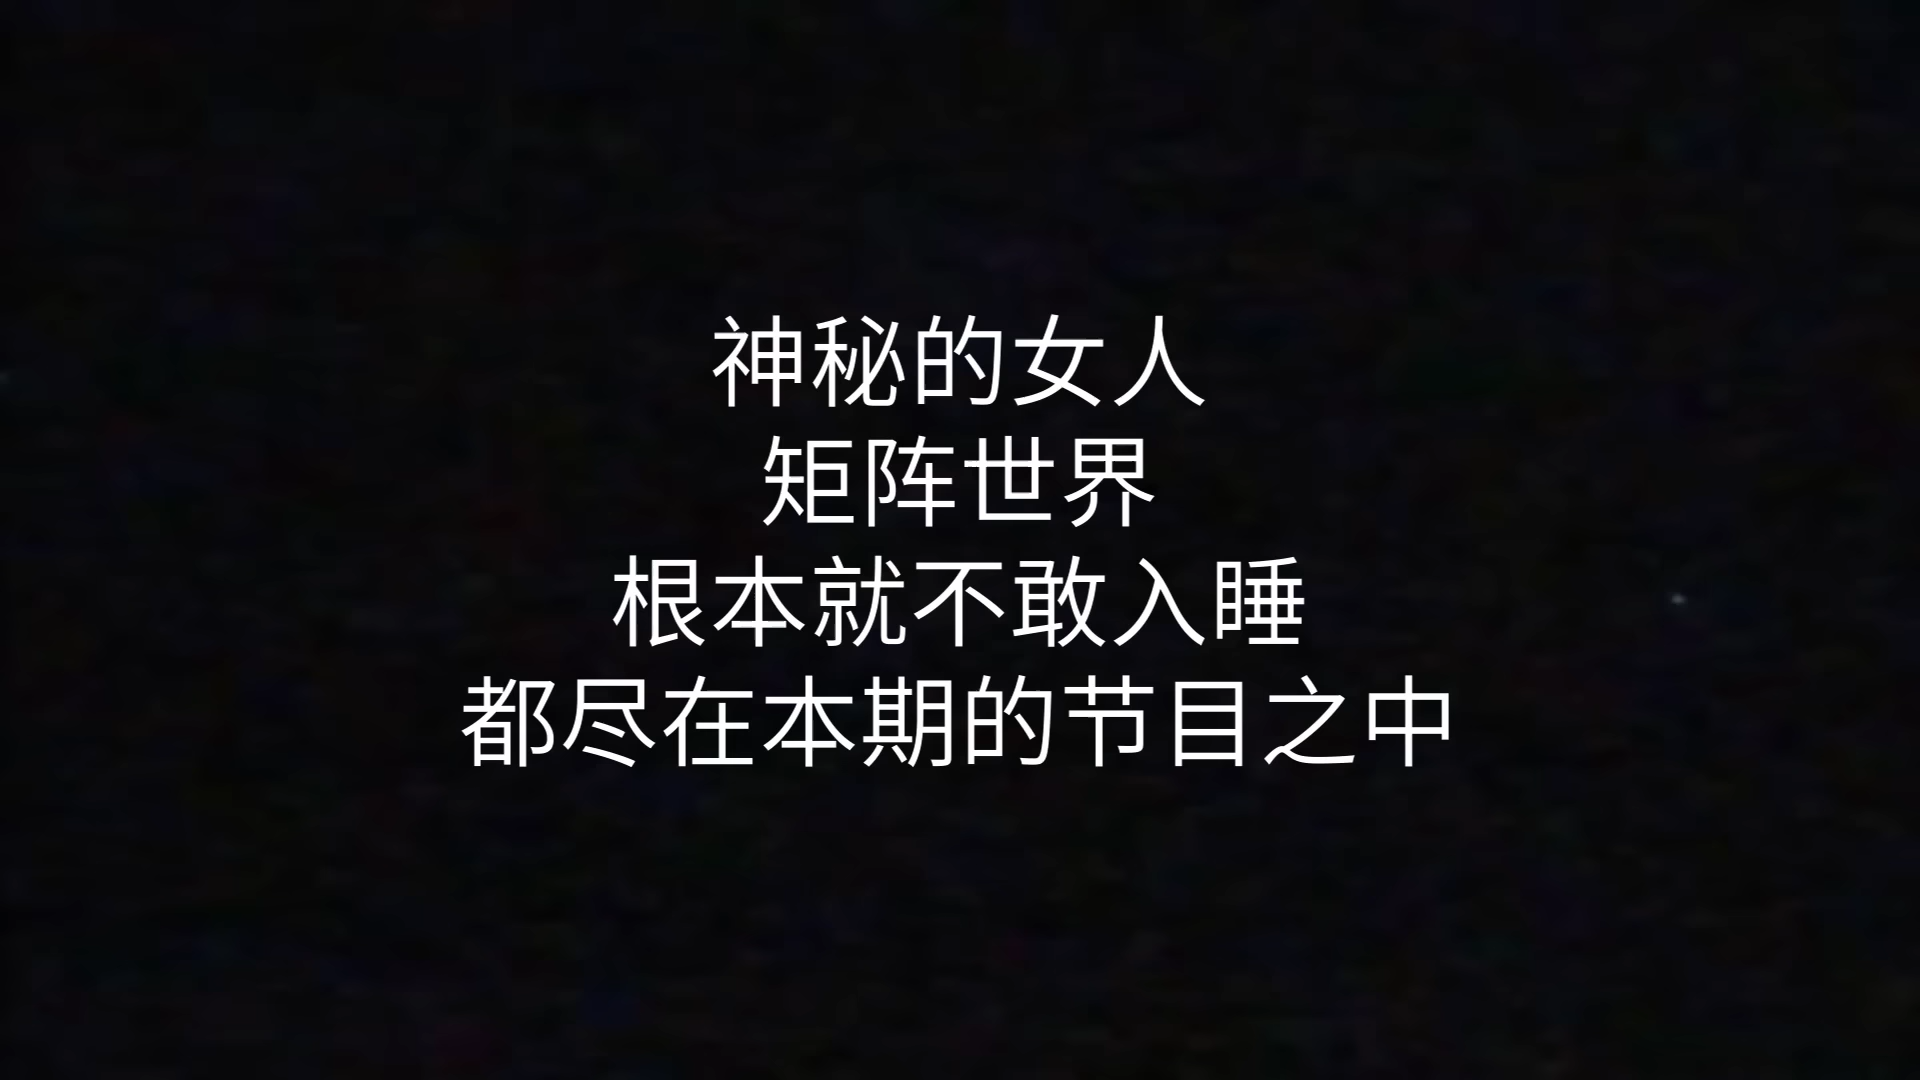 神秘的女人
矩阵世界
根本就不敢入睡
都尽在本期的节目之中